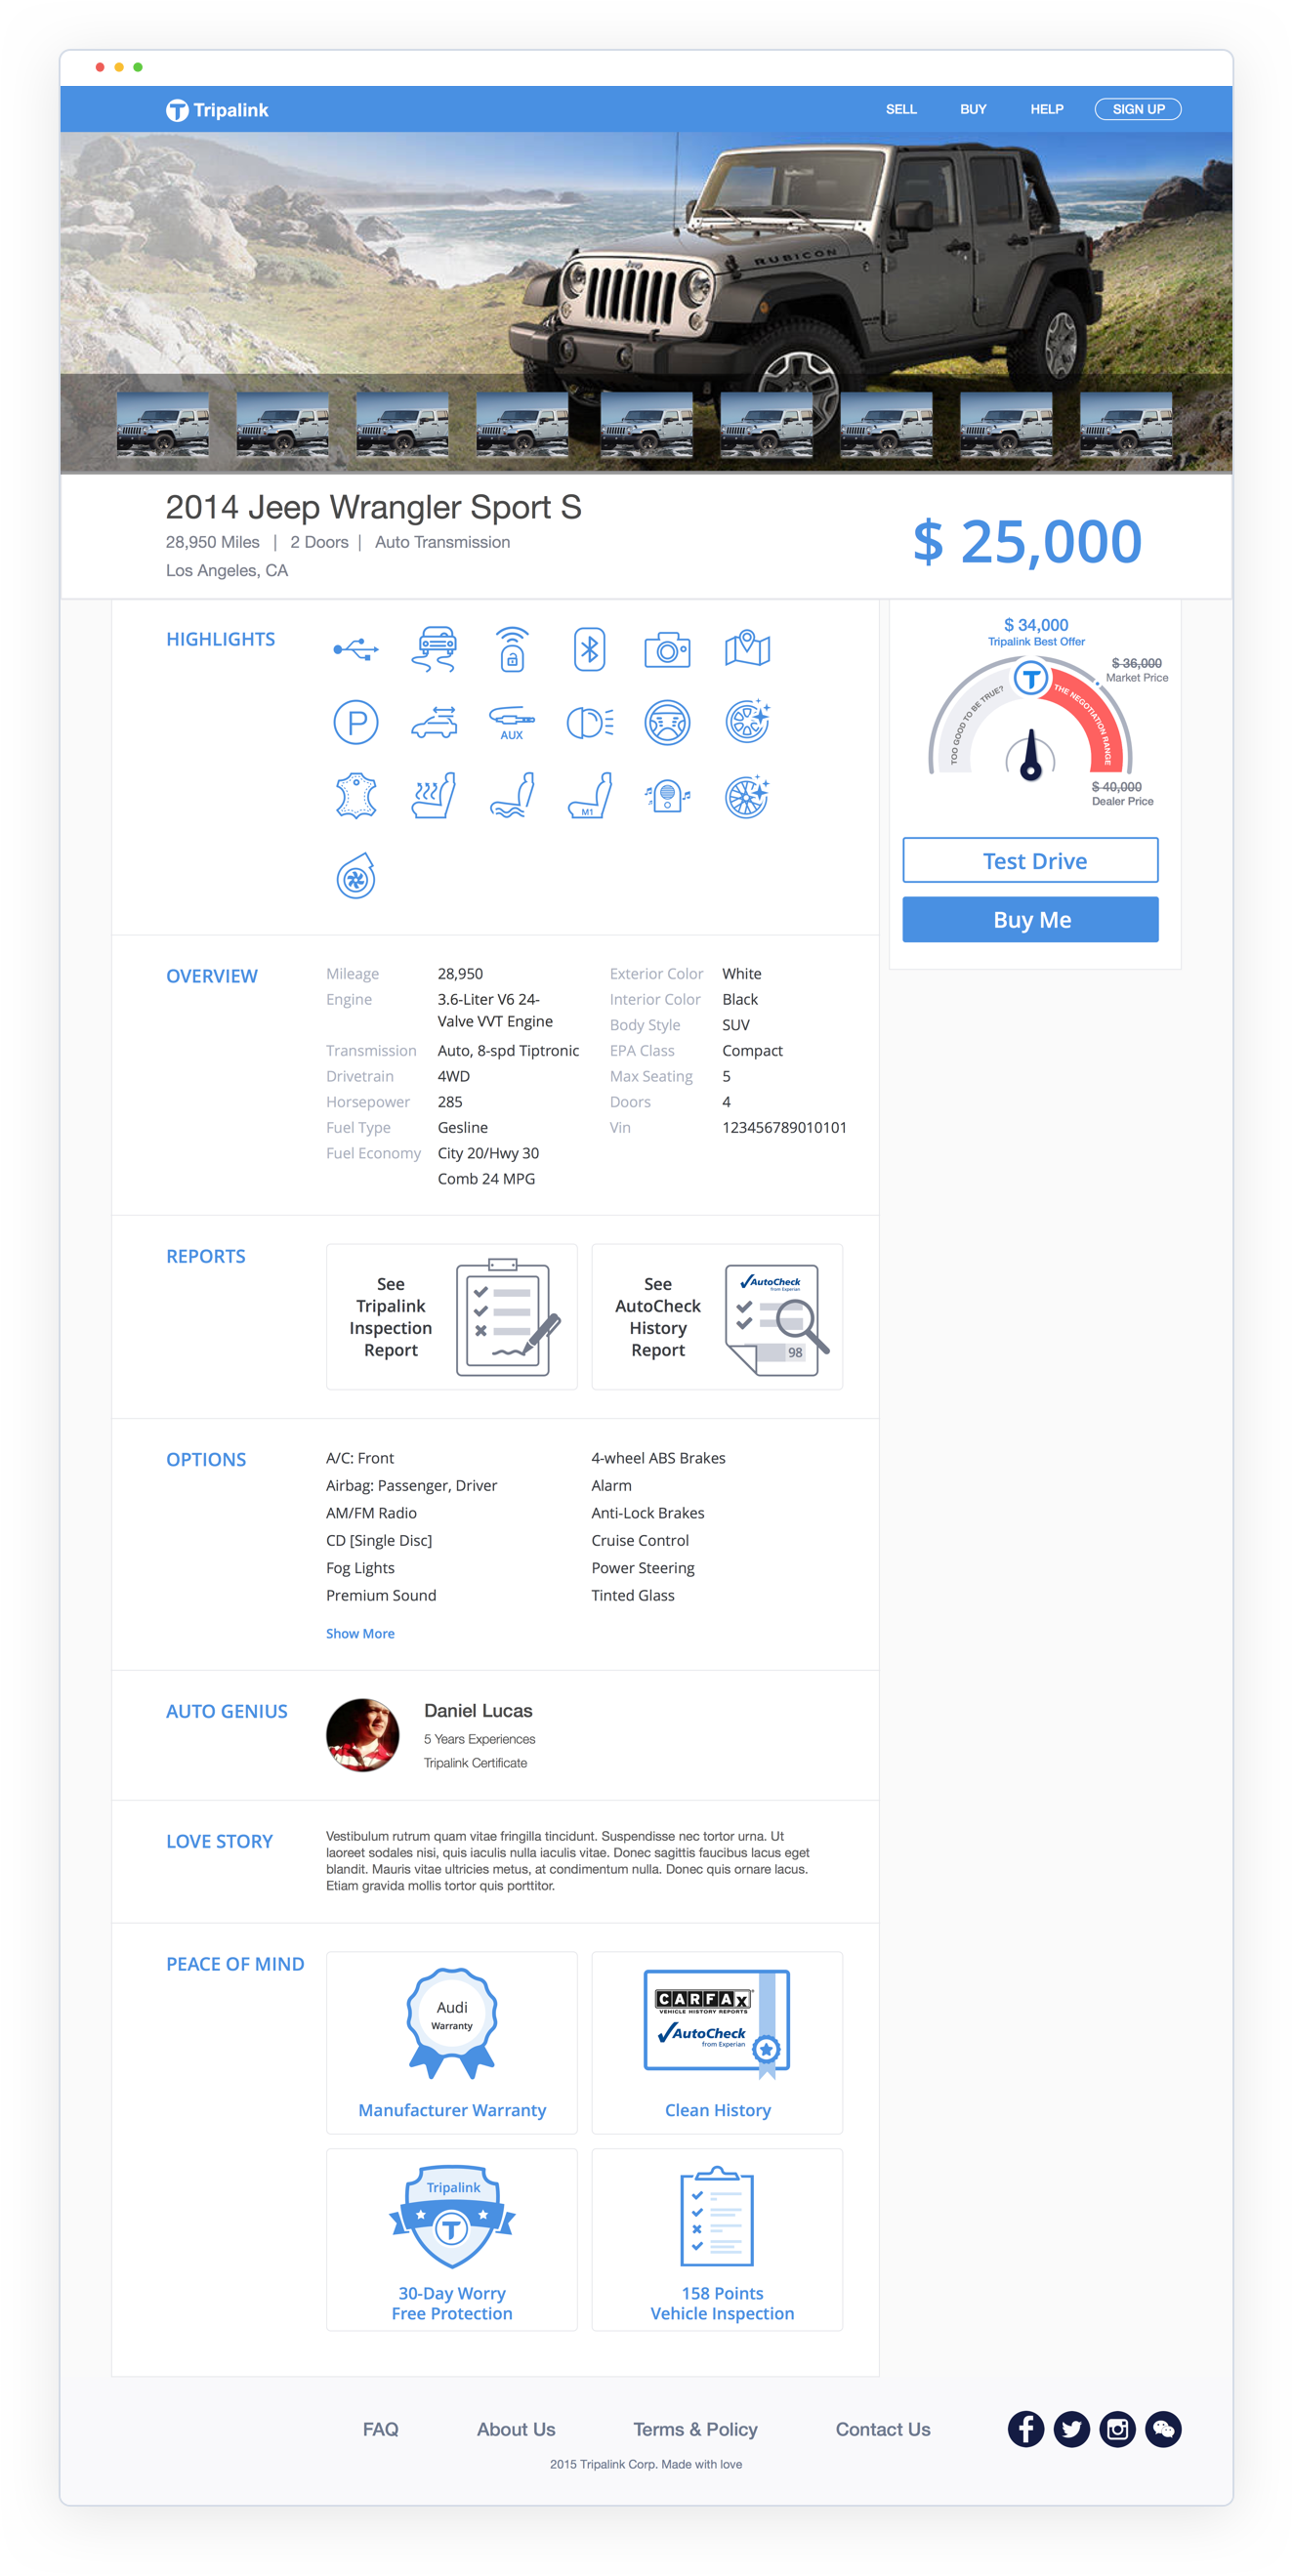 Tripalink
SELL
BUY
HELP
SIGN UP
RUBICON
2014 Jeep Wrangler Sport S
28,950 Miles | 2 Doors | Auto Transmission
Los Angeles, CA
$ 25,000
HIGHLIGHTS
P
AUX
M1
$ 34,000
Tripalink Best Offer
$ 36,000
Market Price
TOO GOOD TO BE TRUE?
THE NEGOTIATION RANGE
$ 40,000
Dealer Price
Test Drive
Buy Me
OVERVIEW
Mileage 28,950
Engine 3.6-Liter V6 24-
Valve VVT Engine
Transmission Auto, 8-spd Tiptronic
Drivetrain 4WD
Horsepower 285
Fuel Type Gesline
Fuel Economy City 20/Hwy 30
Comb 24 MPG
Exterior Color White
Interior Color Black
Body Style SUV
EPA Class Compact
Max Seating 5
Doors 4
Vin 123456789010101
REPORTS
See
Tripalink
Inspection
Report
See
AutoCheck
History
Report
AutoCheck
from Experian
98
OPTIONS
A/C: Front
Airbag: Passenger, Driver
AM/FM Radio
CD [Single Disc]
Fog Lights
Premium Sound
4-wheel ABS Brakes
Alarm
Anti-Lock Brakes
Cruise Control
Power Steering
Tinted Glass
Show More
AUTO GENIUS
Daniel Lucas
5 Years Experiences
Tripalink Certificate
LOVE STORY
Vestibulum rutrum quam vitae fringilla tincidunt. Suspendisse nec tortor urna. Ut
laoreet sodales nisi, quis iaculis nulla iaculis vitae. Donec sagittis faucibus lacus eget
blandit. Mauris vitae ultricies metus, at condimentum nulla. Donec quis ornare lacus.
Etiam gravida mollis tortor quis porttitor.
PEACE OF MIND
Audi
Warranty
Manufacturer Warranty
CARFAX
VEHICLE HISTORY REPORTS
AutoCheck
from Experian
Clean History
Tripalink
30-Day Worry
Free Protection
158 Points
Vehicle Inspection
FAQ
About Us
Terms & Policy
Contact Us
2015 Tripalink Corp. Made with love